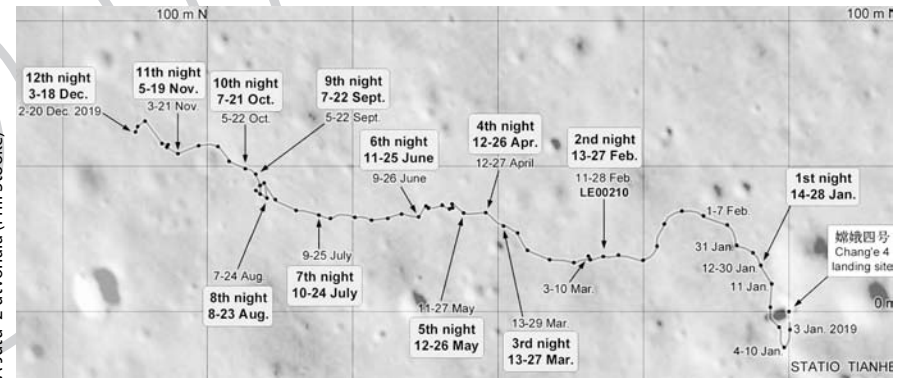 100 m N
100 m N
12th night
3-18 Dec.
2-20 Dec. 2019
11th night
5-19 Nov.
3-21 Nov.
10th night
7-21 Oct.
5-22 Oct.
9th night
7-22 Sept.
5-22 Sept.
6th night
11-25 June
9-26 June
4th night
12-26 Apr.
12-27 April
2nd night
13-27 Feb.
11-28 Feb
LE00210
1st night
14-28 Jan.
1-7 Feb.
31 Jan.
12-30 Jan.
11 Jan.
嫦娥四号
Chang'e 4
landing site
0 m
3 Jan. 2019
4-10 Jan.
STATIO TIANHE
3-10 Mar.
13-29 Mar.
3rd night
13-27 Mar.
11-27 May
5th night
12-26 May
9-25 July
7th night
10-24 July
7-24 Aug.
8th night
8-23 Aug.